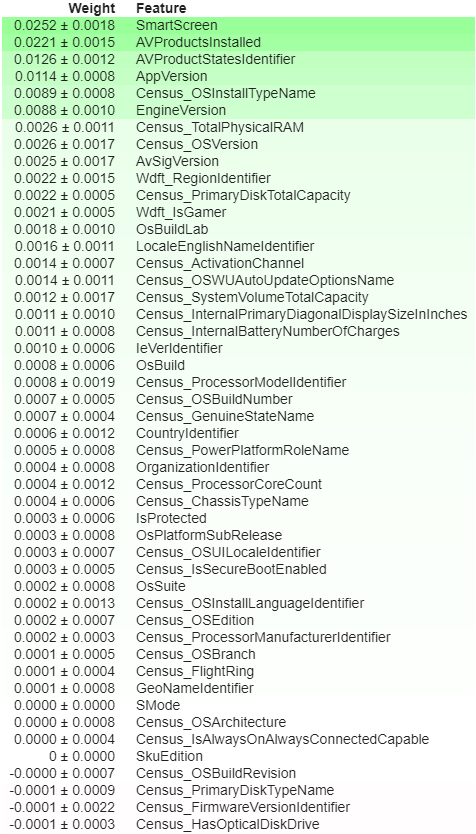 Weight Feature
0.0252 ± 0.0018 SmartScreen
0.0221 ± 0.0015 AVProductsInstalled
0.0126 ± 0.0012 AVProductStatesIdentifier
0.0114 ± 0.0008 AppVersion
0.0089 ± 0.0008 Census_OSInstallTypeName
0.0088 ± 0.0010 EngineVersion
0.0026 ± 0.0011 Census_TotalPhysicalRAM
0.0026 ± 0.0017 Census_OSVersion
0.0025 ± 0.0017 AvSigVersion
0.0022 ± 0.0015 Wdft_RegionIdentifier
0.0022 ± 0.0005 Census_PrimaryDiskTotalCapacity
0.0021 ± 0.0005 Wdft_IsGamer
0.0018 ± 0.0010 OsBuildLab
0.0016 ± 0.0011 LocaleEnglishNameIdentifier
0.0014 ± 0.0007 Census_ActivationChannel
0.0014 ± 0.0011 Census_OSWUAutoUpdateOptionsName
0.0012 ± 0.0017 Census_SystemVolumeTotalCapacity
0.0011 ± 0.0010 Census_InternalPrimaryDiagonalDisplaySizeInInches
0.0011 ± 0.0008 Census_InternalBatteryNumberOfCharges
0.0010 ± 0.0006 IeVerIdentifier
0.0008 ± 0.0006 OsBuild
0.0008 ± 0.0019 Census_ProcessorModelIdentifier
0.0007 ± 0.0005 Census_OSBuildNumber
0.0007 ± 0.0004 Census_GenuineStateName
0.0006 ± 0.0012 CountryIdentifier
0.0005 ± 0.0008 Census_PowerPlatformRoleName
0.0004 ± 0.0008 OrganizationIdentifier
0.0004 ± 0.0012 Census_ProcessorCoreCount
0.0004 ± 0.0006 Census_ChassisTypeName
0.0003 ± 0.0006 IsProtected
0.0003 ± 0.0008 OsPlatformSubRelease
0.0003 ± 0.0007 Census_OSUILocaleIdentifier
0.0003 ± 0.0005 Census_IsSecureBootEnabled
0.0002 ± 0.0008 OsSuite
0.0002 ± 0.0013 Census_OSInstallLanguageIdentifier
0.0002 ± 0.0007 Census_OSEdition
0.0002 ± 0.0003 Census_ProcessorManufacturerIdentifier
0.0001 ± 0.0005 Census_OSBranch
0.0001 ± 0.0004 Census_FlightRing
0.0001 ± 0.0008 GeoNameIdentifier
0.0000 ± 0.0000 SMode
0.0000 ± 0.0008 Census_OSArchitecture
0.0000 ± 0.0004 Census_IsAlwaysOnAlwaysConnectedCapable
0 ± 0.0000 SkuEdition
-0.0000 ± 0.0007 Census_OSBuildRevision
-0.0001 ± 0.0009 Census_PrimaryDiskTypeName
-0.0001 ± 0.0022 Census_FirmwareVersionIdentifier
-0.0001 ± 0.0003 Census_HasOpticalDiskDrive